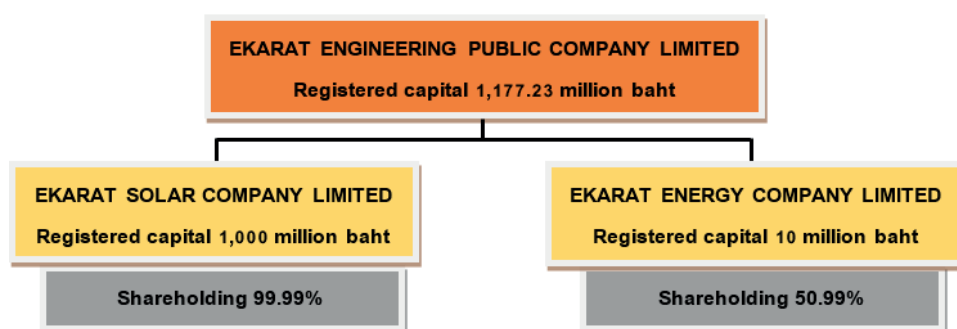 EKARAT ENGINEERING PUBLIC COMPANY LIMITED
Registered capital 1,177.23 million baht
EKARAT SOLAR COMPANY LIMITED
Registered capital 1,000 million baht
Shareholding 99.99%
EKARAT ENERGY COMPANY LIMITED
Registered capital 10 million baht
Shareholding 50.99%